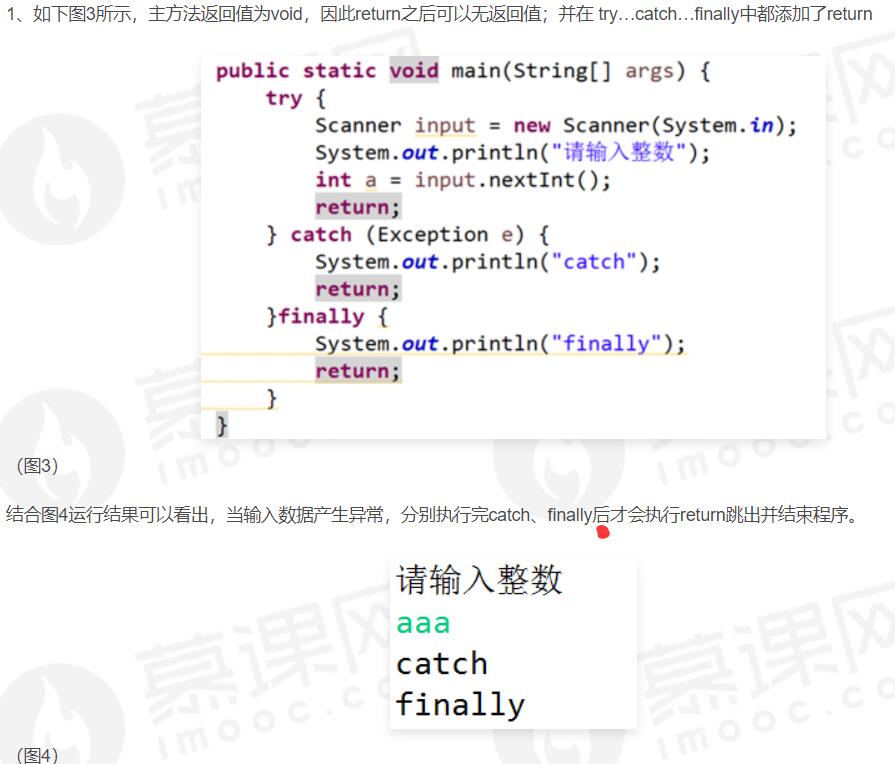 1、如下图3所示，主方法返回值为void，因此return之后可以无返回值；并在 try…catch…finally中都添加了return
public static void main(String[] args) {
try {
Scanner input = new Scanner(System.in);
System.out.println("请输入整数");
int a = input.nextInt();
return;
} catch (Exception e) {
System.out.println("catch");
return;
}finally {
System.out.println("finally");
return;
}
}
（图3）
结合图4运行结果可以看出，当输入数据产生异常，分别执行完catch、finally后才会执行return跳出并结束程序。
请输入整数
aaa
catch
finally
（图4）
慕课网
imooc.com